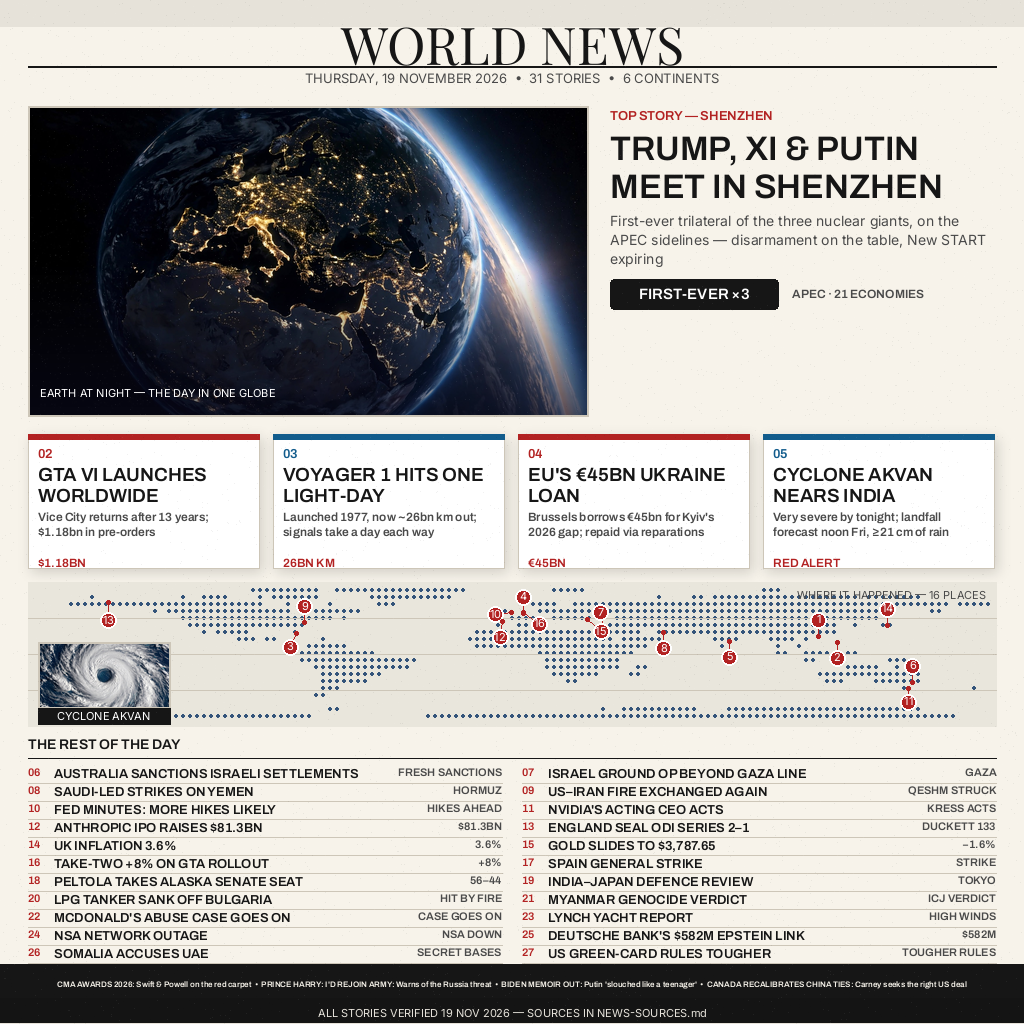 WORLD NEWS
THURSDAY, 19 NOVEMBER 2026 • 31 STORIES • 6 CONTINENTS
EARTH AT NIGHT — THE DAY IN ONE GLOBE
TOP STORY — SHENZHEN
TRUMP, XI & PUTIN
MEET IN SHENZHEN
First-ever trilateral of the three nuclear giants, on the
APEC sidelines — disarmament on the table, New START
expiring
FIRST-EVER ×3
APEC · 21 ECONOMIES
02
GTA VI LAUNCHES
WORLDWIDE
Vice City returns after 13 years;
$1.18bn in pre-orders
$1.18BN
03
VOYAGER 1 HITS ONE
LIGHT-DAY
Launched 1977, now ~26bn km out;
signals take a day each way
26BN KM
04
EU'S €45BN UKRAINE
LOAN
Brussels borrows €45bn for Kyiv's
2026 gap; repaid via reparations
€45BN
05
CYCLONE AKVAN
NEARS INDIA
Very severe by tonight; landfall
forecast noon Fri, ≥21 cm of rain
RED ALERT
WHERE IT HAPPENED — 16 PLACES
13
9
3
10
12
4
16
7
15
8
5
1
2
14
6
11
CYCLONE AKVAN
THE REST OF THE DAY
06 AUSTRALIA SANCTIONS ISRAELI SETTLEMENTS FRESH SANCTIONS
07 ISRAEL GROUND OP BEYOND GAZA LINE GAZA
08 SAUDI-LED STRIKES ON YEMEN HORMUZ
09 US–IRAN FIRE EXCHANGED AGAIN QESHM STRUCK
10 FED MINUTES: MORE HIKES LIKELY HIKES AHEAD
11 NVIDIA'S ACTING CEO ACTS KRESS ACTS
12 ANTHROPIC IPO RAISES $81.3BN $81.3BN
13 ENGLAND SEAL ODI SERIES 2–1 DUCKETT 133
14 UK INFLATION 3.6% 3.6%
15 GOLD SLIDES TO $3,787.65 −1.6%
16 TAKE-TWO +8% ON GTA ROLLOUT +8%
17 SPAIN GENERAL STRIKE STRIKE
18 PELTOLA TAKES ALASKA SENATE SEAT 56–44
19 INDIA–JAPAN DEFENCE REVIEW TOKYO
20 LPG TANKER SANK OFF BULGARIA HIT BY FIRE
21 MYANMAR GENOCIDE VERDICT ICJ VERDICT
22 MCDONALD'S ABUSE CASE GOES ON CASE GOES ON
23 LYNCH YACHT REPORT HIGH WINDS
24 NSA NETWORK OUTAGE NSA DOWN
25 DEUTSCHE BANK'S $582M EPSTEIN LINK $582M
26 SOMALIA ACCUSES UAE SECRET BASES
27 US GREEN-CARD RULES TOUGHER TOUGHER RULES
CMA AWARDS 2026: Swift & Powell on the red carpet • PRINCE HARRY: I'D REJOIN ARMY: Warns of the Russia threat • BIDEN MEMOIR OUT: Putin 'slouched like a teenager' • CANADA RECALIBRATES CHINA TIES: Carney seeks the right US deal
ALL STORIES VERIFIED 19 NOV 2026 — SOURCES IN NEWS-SOURCES.md